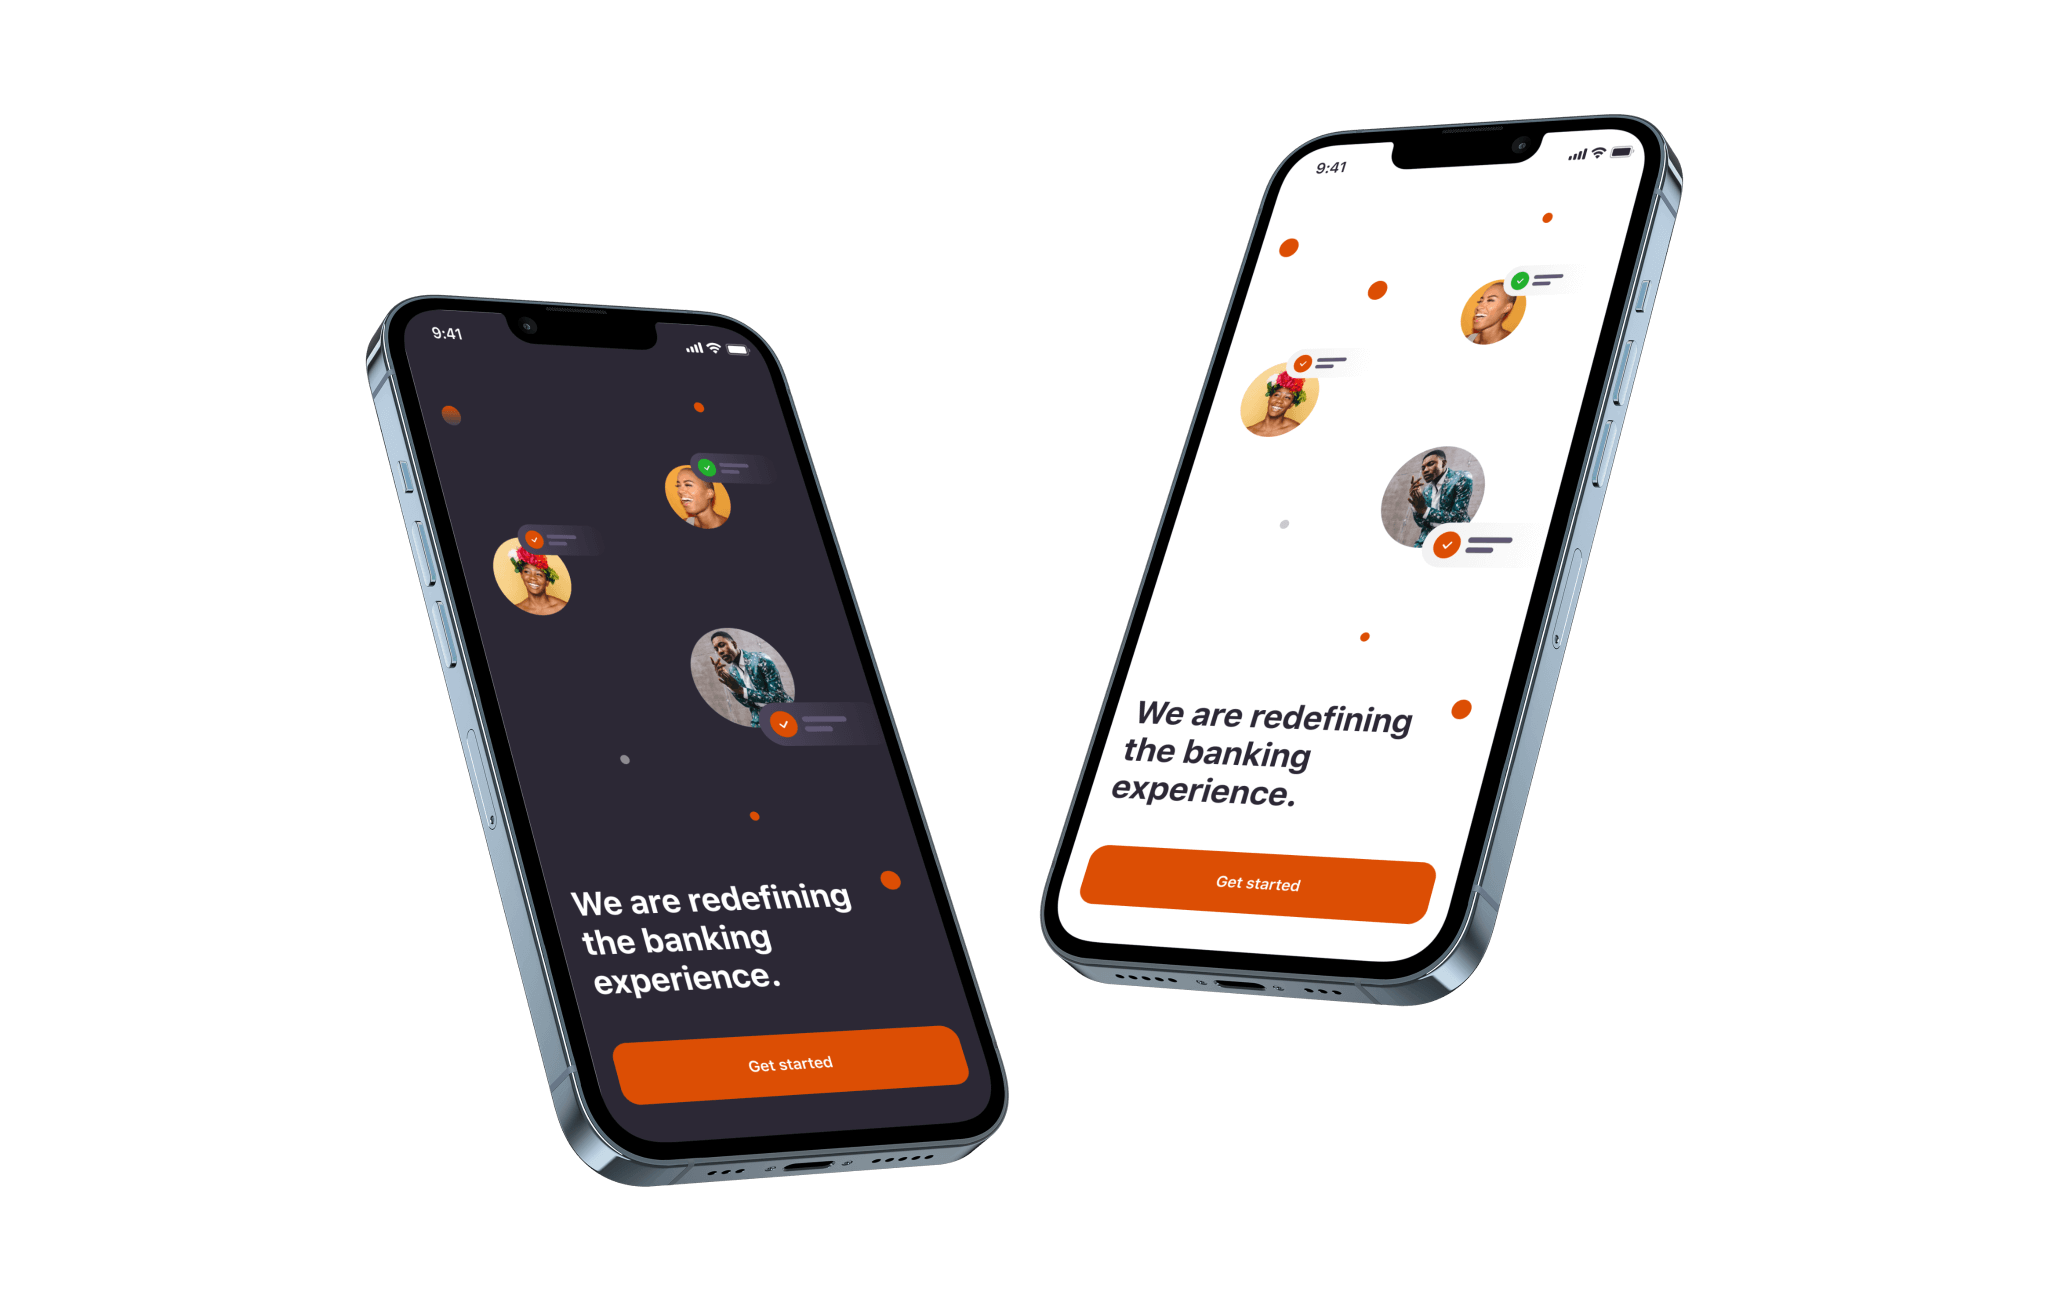 9:41
We are redefining
the banking
experience.
Get started
9:41
We are redefining
the banking
experience.
Get started